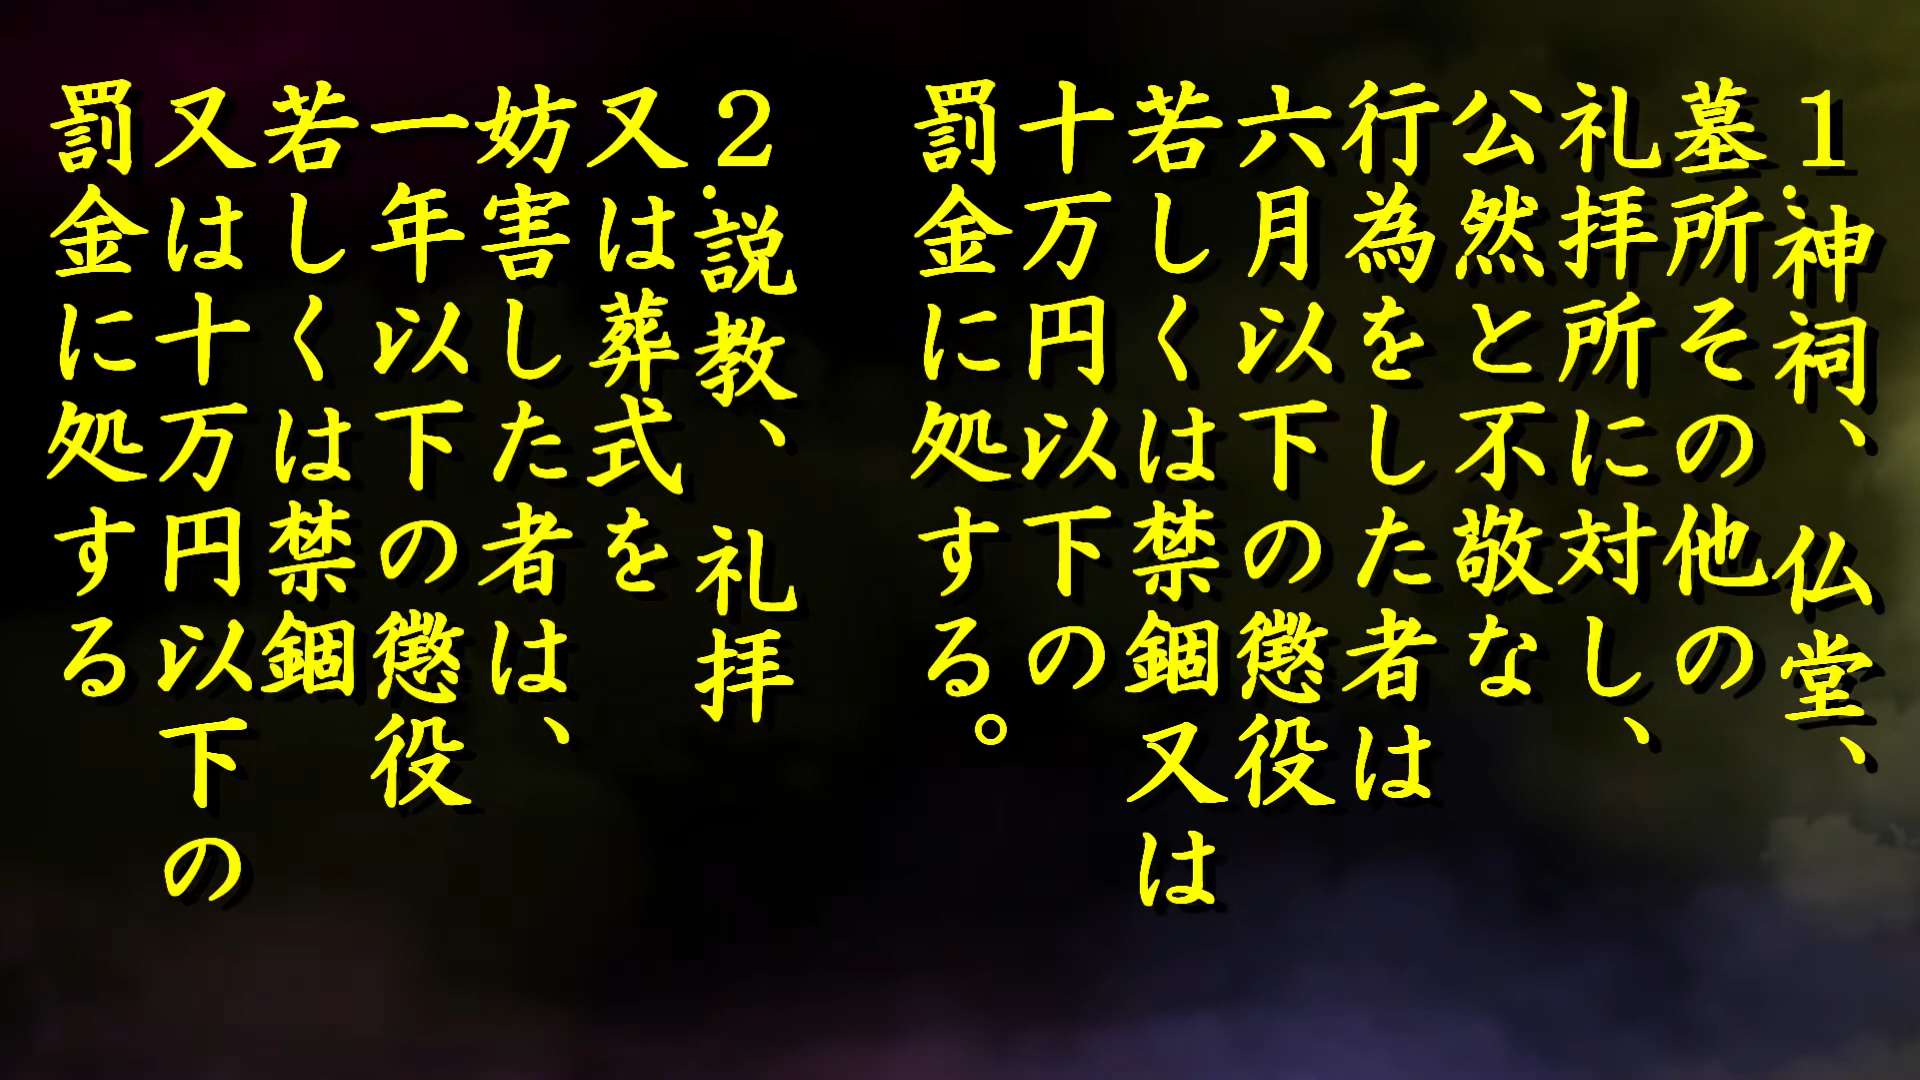 1.神祠、仏堂、
墓所その他の
礼拝所に対し、
公然と不敬な
行為をした者は
六月以下の懲役
若しくは禁錮又は
十万円以下の
罰金に処する。
2.説教、礼拝
又は葬式を
妨害した者は、
一年以下の懲役
若しくは禁錮
又は十万円以下の
罰金に処する